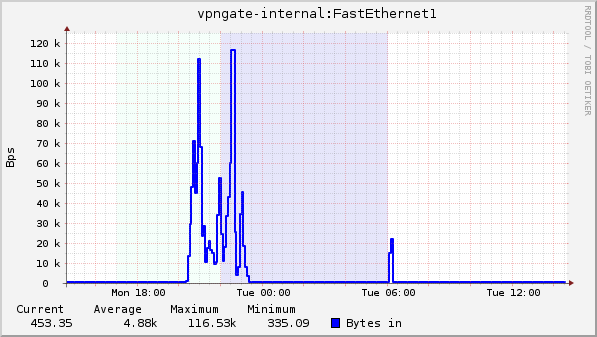 vpngate-internal:FastEthernet1
RRDTOOL / TOBI OETIKER
Bps
120 k
110 k
100 k
90 k
80 k
70 k
60 k
50 k
40 k
30 k
20 k
10 k
0
Mon 18:00 Tue 00:00 Tue 06:00 Tue 12:00
Current Average Maximum Minimum
453.35 4.88k 116.53k 335.09 Bytes in